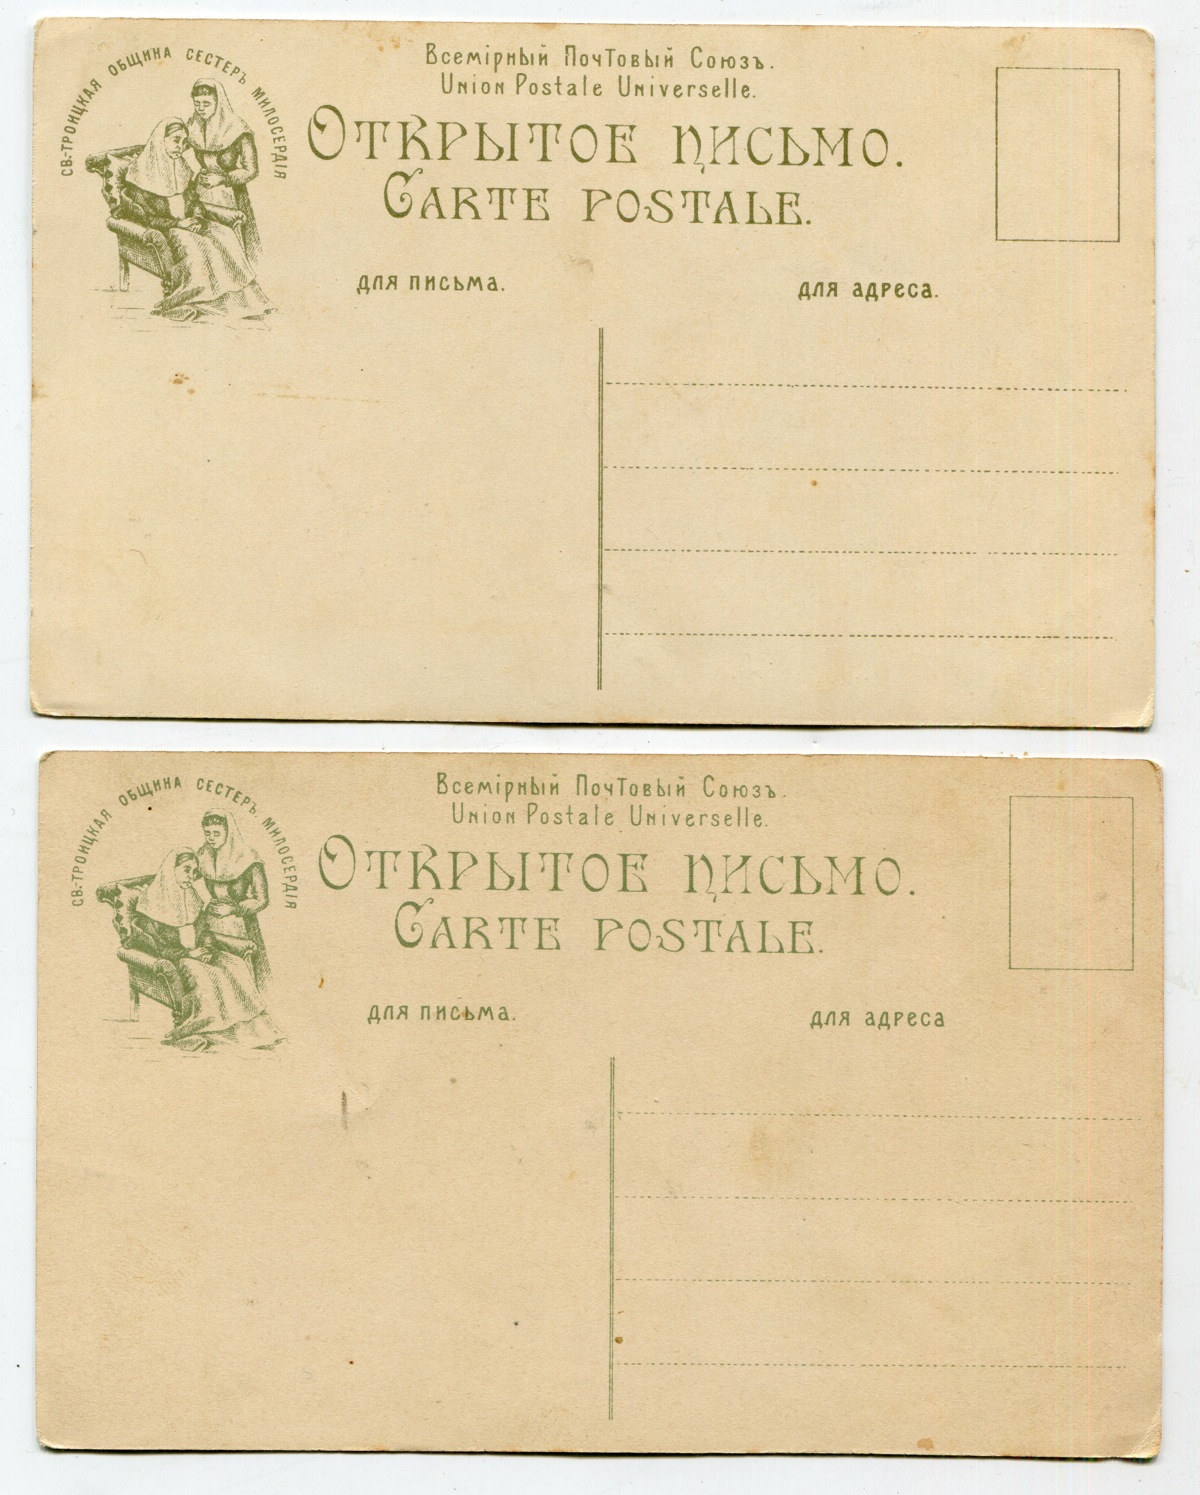 СВ.-ТРОИЦКАЯ ОБЩИНА СЕСТЕРЪ МИЛОСЕРДІЯ
Всемірный Почтовый Союзъ.
Union Postale Universelle.
Открытое письмо.
Carte postale.
для письма.
для адреса.
СВ.-ТРОИЦКАЯ ОБЩИНА СЕСТЕРЪ МИЛОСЕРДІЯ
Всемірный Почтовый Союзъ.
Union Postale Universelle.
Открытое письмо.
Carte postale.
для письма.
для адреса